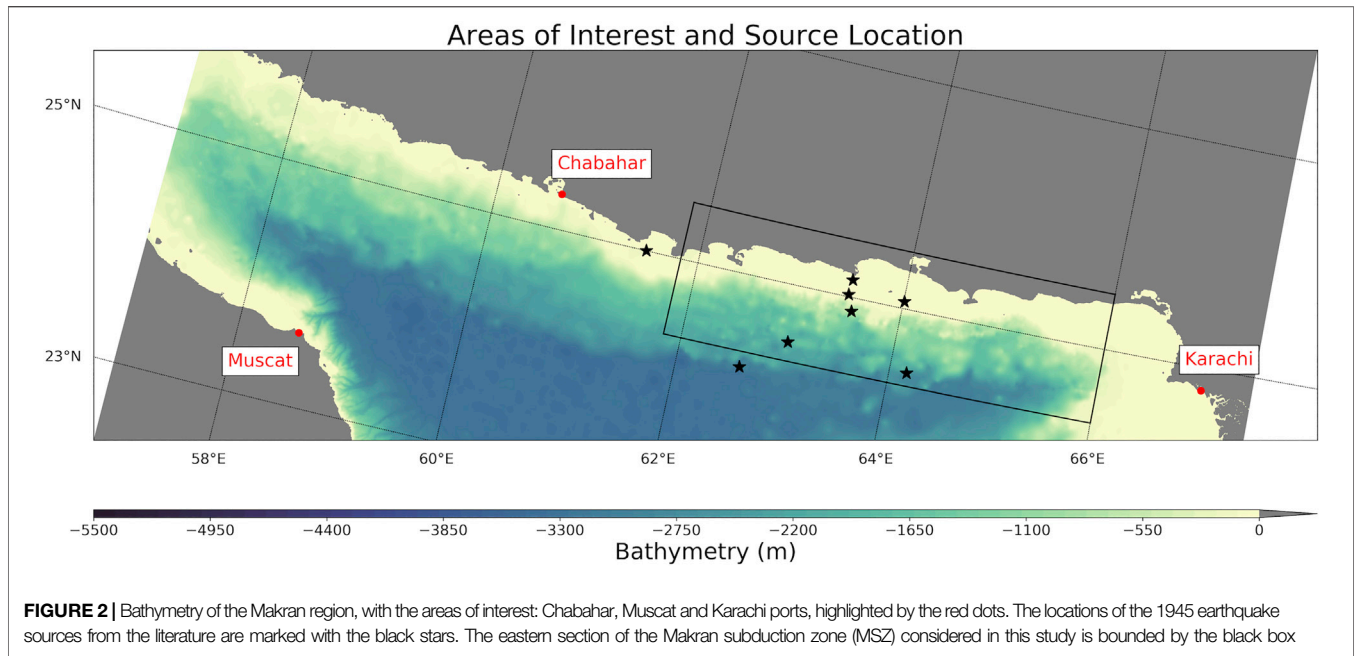 Areas of Interest and Source Location
25°N
Chabahar
23°N
Muscat
Karachi
58°E 60°E 62°E 64°E 66°E
−5500 −4950 −4400 −3850 −3300 −2750 −2200 −1650 −1100 −550 0
Bathymetry (m)
FIGURE 2 | Bathymetry of the Makran region, with the areas of interest: Chabahar, Muscat and Karachi ports, highlighted by the red dots. The locations of the 1945 earthquake
sources from the literature are marked with the black stars. The eastern section of the Makran subduction zone (MSZ) considered in this study is bounded by the black box